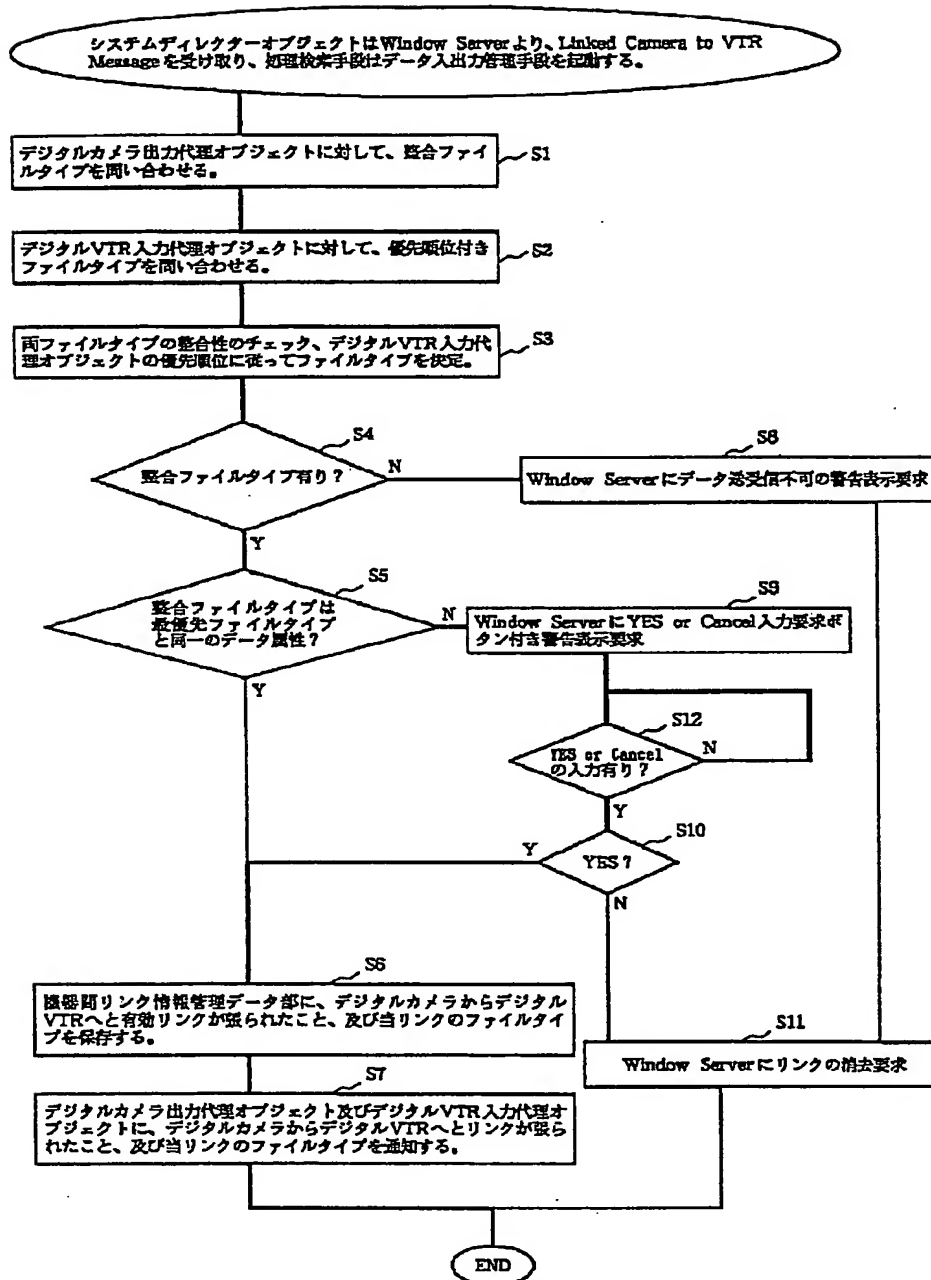 システムディレクターオブジェクトはWindow Serverより、Linked Camera to VTR
Messageを受け取り、処理検索手段はデータ入出力管理手段を起動する。
デジタルカメラ出力代理オブジェクトに対して、整合ファイ
ルタイプを問い合わせる。
S1
デジタルVTR入力代理オブジェクトに対して、優先順位付き
ファイルタイプを問い合わせる。
S2
両ファイルタイプの整合性のチェック、デジタルVTR入力代
理オブジェクトの優先順位に従ってファイルタイプを決定。
S3
S4
整合ファイルタイプ有り？
N
Y
S8
Window Serverにデータ送受信不可の警告表示要求
S5
整合ファイルタイプは
最優先ファイルタイプ
と同一のデータ属性？
N
Y
S9
Window ServerにYES or Cancel入力要求ボ
タン付き警告表示要求
S12
YES or Cancel
の入力有り？
N
Y
S10
YES？
Y
N
S6
機器間リンク情報管理データ部に、デジタルカメラからデジタル
VTRへと有効リンクが張られたこと、及び当リンクのファイルタイプ
を保存する。
S11
Window Serverにリンクの消去要求
S7
デジタルカメラ出力代理オブジェクト及びデジタルVTR入力代理オ
ブジェクトに、デジタルカメラからデジタルVTRへとリンクが張ら
れたこと、及び当リンクのファイルタイプを通知する。
END